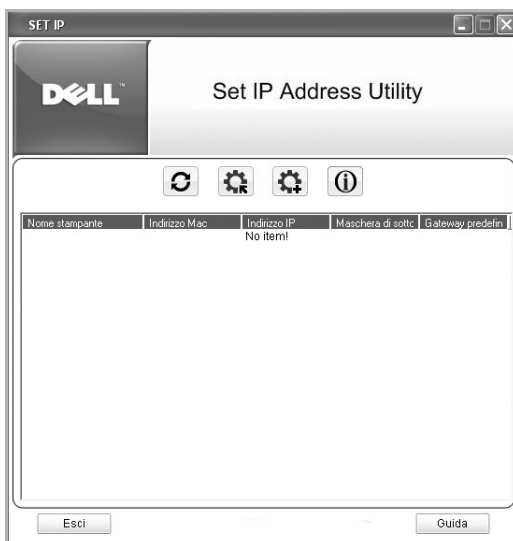 SET IP
DELL™
Set IP Address Utility
Nome stampante Indirizzo Mac Indirizzo IP Maschera di sottc Gateway predefin
No item!
Esci Guida